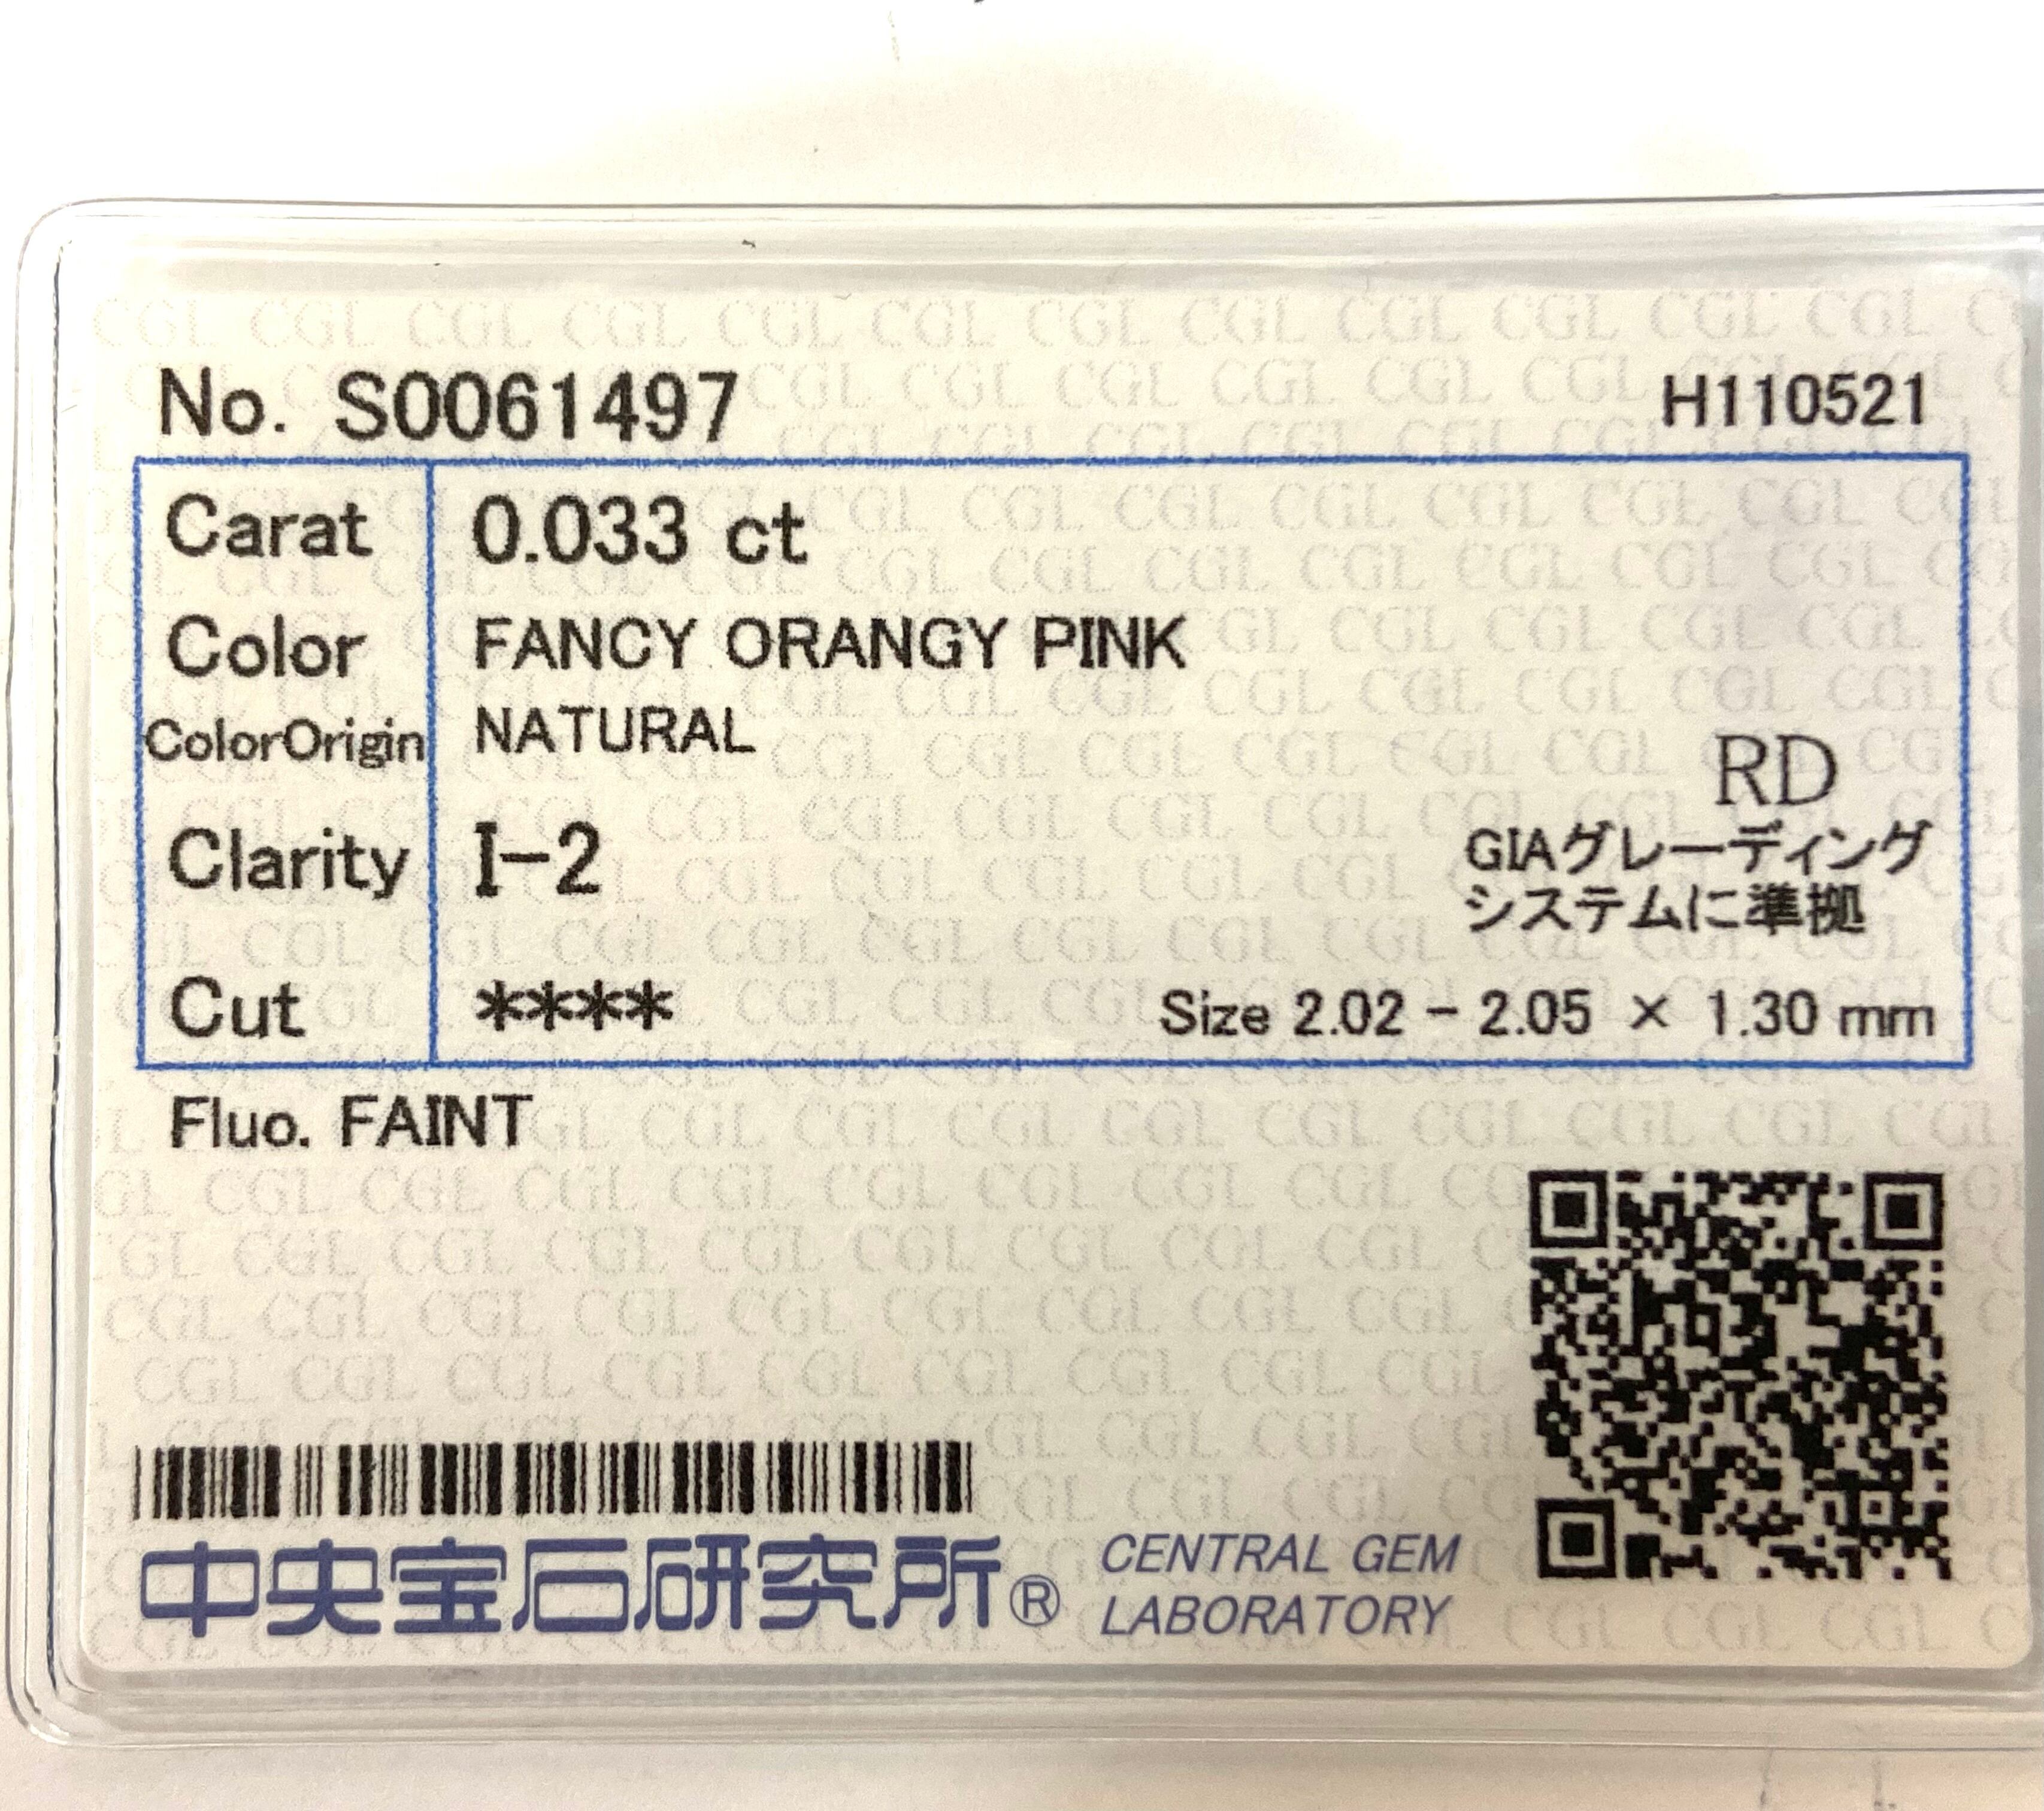 No. S0061497 H110521
Carat 0.033 ct
Color FANCY ORANGY PINK
ColorOrigin NATURAL
RD
Clarity I-2
GIAグレーディング
システムに準拠
Cut **** Size 2.02 - 2.05 × 1.30 mm
Fluo. FAINT
中央宝石研究所® CENTRAL GEM
LABORATORY